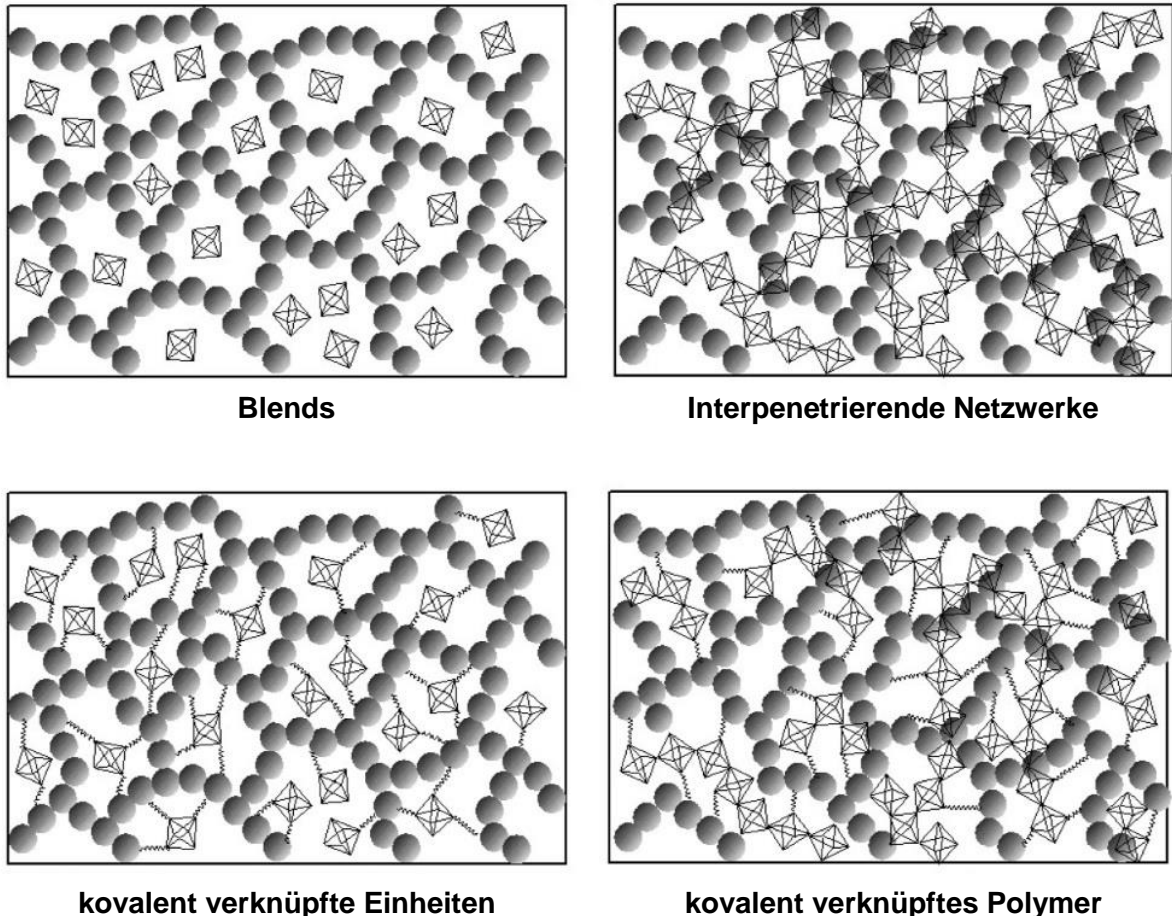 Blends
Interpenetrierende Netzwerke
kovalent verknüpfte Einheiten
kovalent verknüpftes Polymer